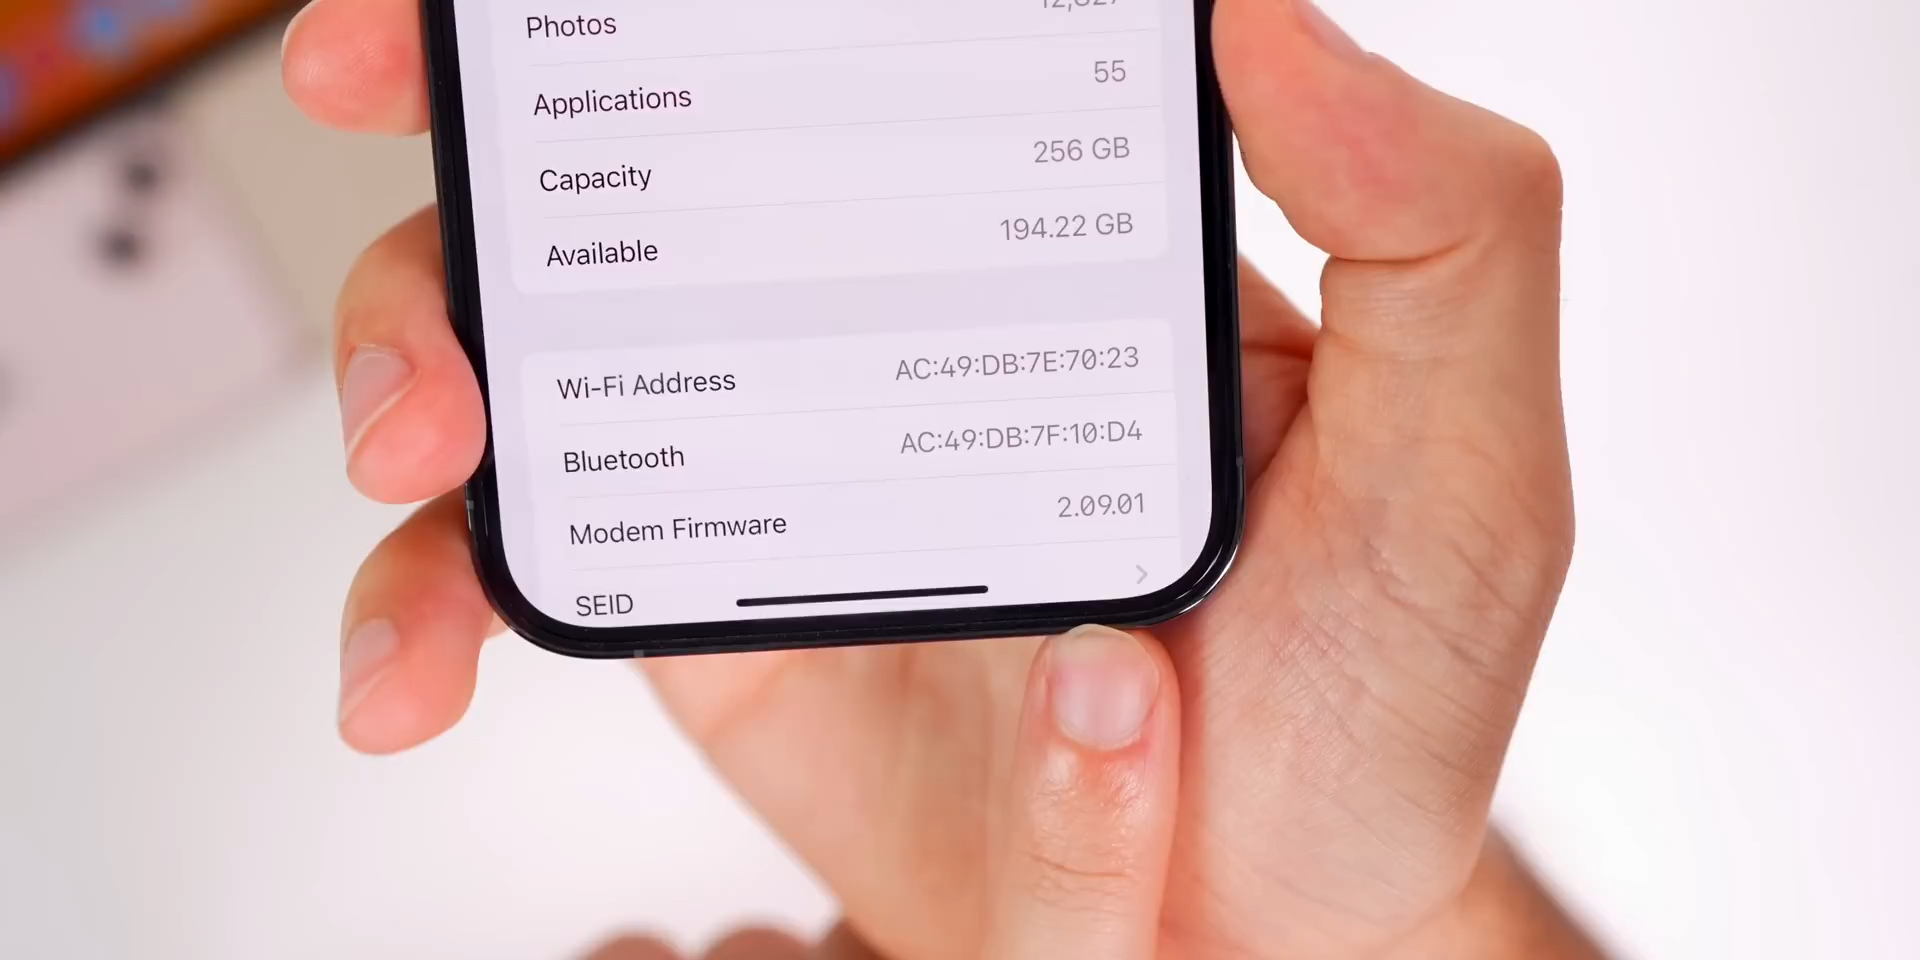 Photos
Applications 55
Capacity 256 GB
Available 194.22 GB
Wi-Fi Address AC:49:DB:7E:70:23
Bluetooth AC:49:DB:7F:10:D4
Modem Firmware 2.09.01
SEID